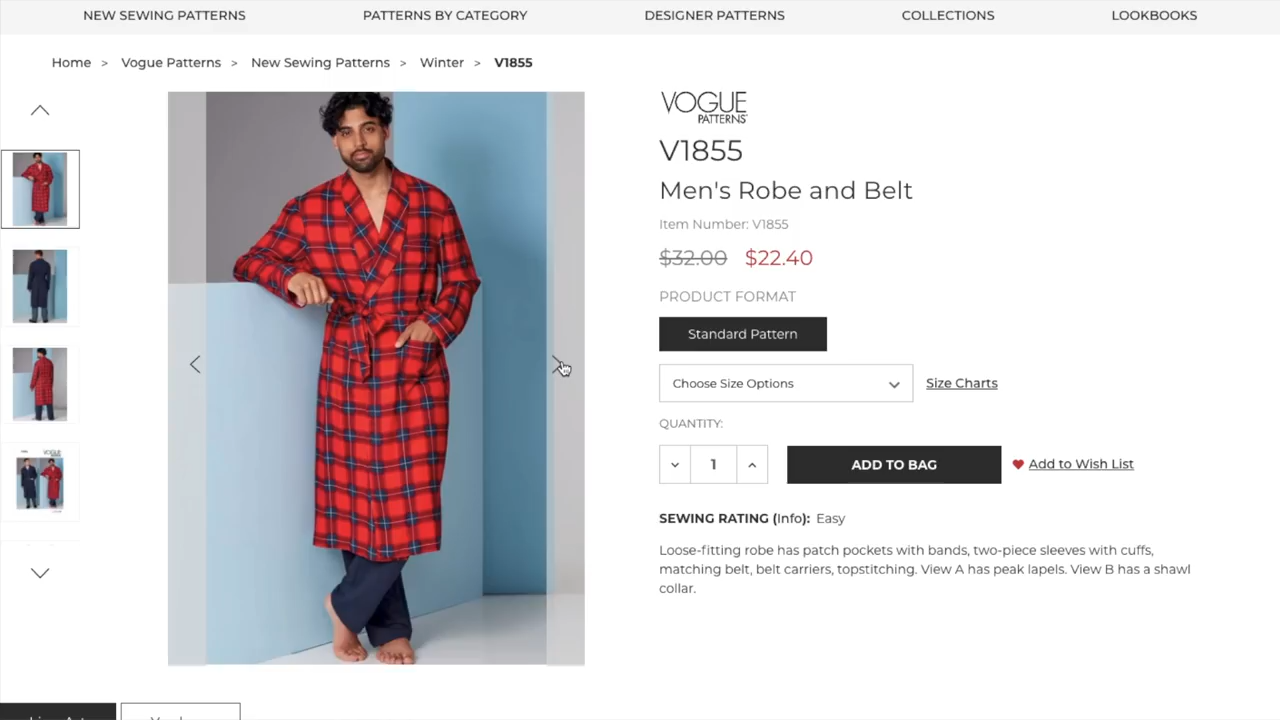 NEW SEWING PATTERNS
PATTERNS BY CATEGORY
DESIGNER PATTERNS
COLLECTIONS
LOOKBOOKS
Home > Vogue Patterns > New Sewing Patterns > Winter > V1855
VOGUE
PATTERNS
V1855
Men's Robe and Belt
Item Number: V1855
$32.00 $22.40
PRODUCT FORMAT
Standard Pattern
Choose Size Options
Size Charts
QUANTITY:
1
ADD TO BAG
Add to Wish List
SEWING RATING (Info): Easy
Loose-fitting robe has patch pockets with bands, two-piece sleeves with cuffs,
matching belt, belt carriers, topstitching. View A has peak lapels. View B has a shawl
collar.